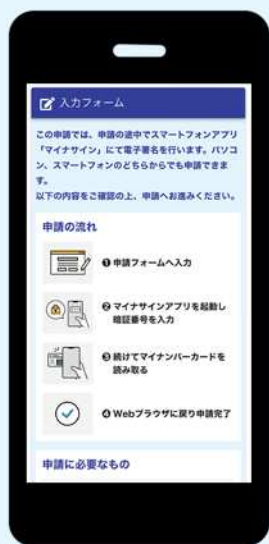 入力フォーム
この申請では、申請の途中でスマートフォンアプリ
「マイナサイン」にて電子署名を行います。パソコ
ン、スマートフォンのどちらからでも申請できま
す。
以下の内容をご確認の上、申請へお進みください。
申請の流れ
❶ 申請フォームへ入力
❷ マイナサインアプリを起動し
暗証番号を入力
❸ 続けてマイナンバーカードを
読み取る
❹ Webブラウザに戻り申請完了
申請に必要なもの